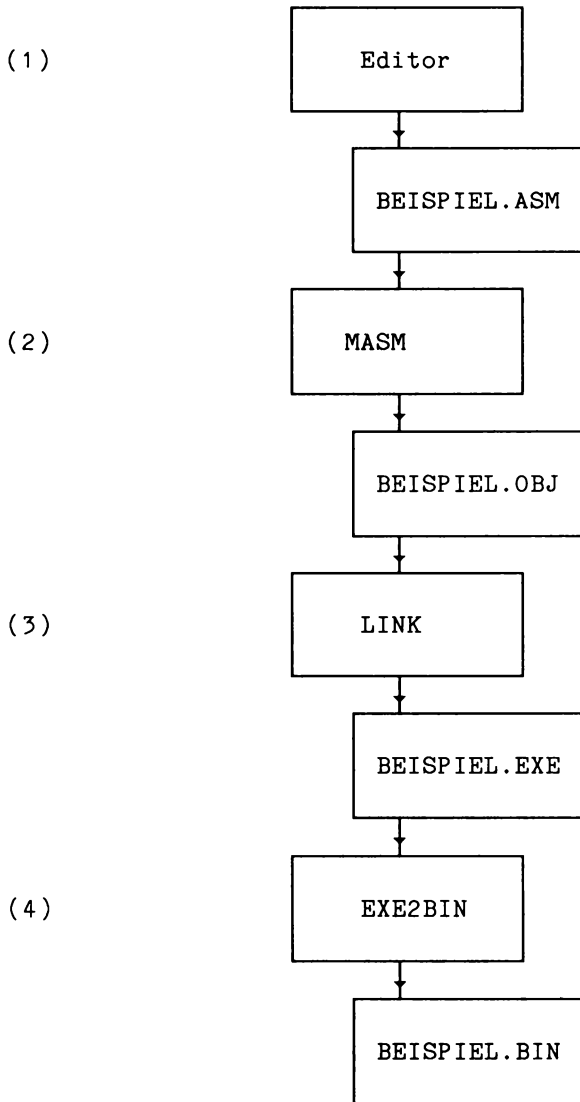 (1) Editor
BEISPIEL.ASM
(2) MASM
BEISPIEL.OBJ
(3) LINK
BEISPIEL.EXE
(4) EXE2BIN
BEISPIEL.BIN